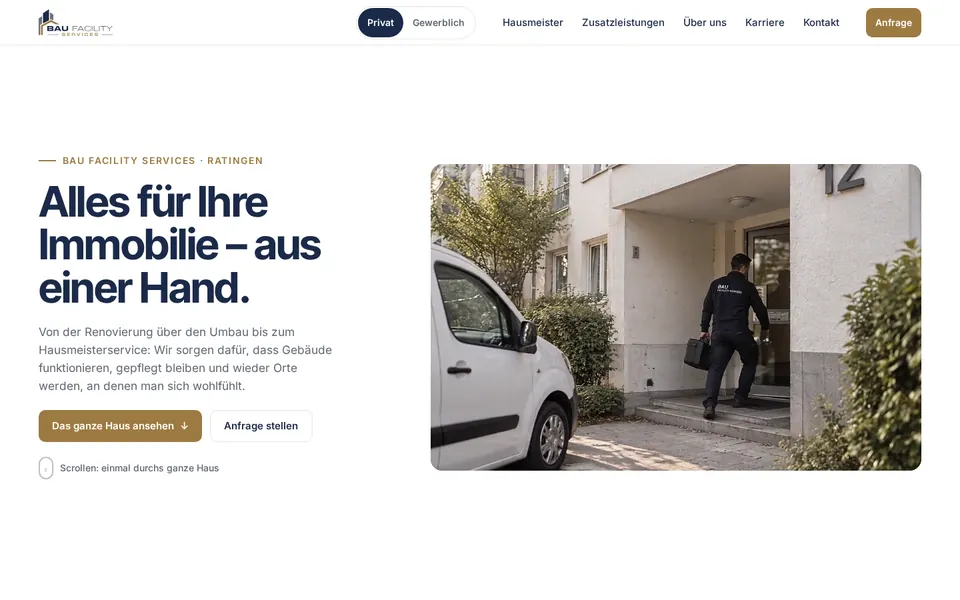 BAU FACILITY
SERVICES
Privat
Gewerblich
Hausmeister
Zusatzleistungen
Über uns
Karriere
Kontakt
Anfrage
BAU FACILITY SERVICES · RATINGEN
Alles für Ihre
Immobilie – aus
einer Hand.
Von der Renovierung über den Umbau bis zum
Hausmeisterservice: Wir sorgen dafür, dass Gebäude
funktionieren, gepflegt bleiben und wieder Orte
werden, an denen man sich wohlfühlt.
Das ganze Haus ansehen ↓
Anfrage stellen
Scrollen: einmal durchs ganze Haus
12
BAU